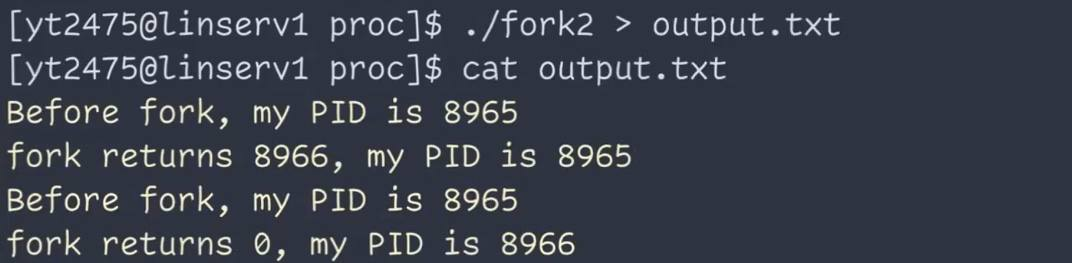 [yt2475@linserv1 proc]$ ./fork2 > output.txt
[yt2475@linserv1 proc]$ cat output.txt
Before fork, my PID is 8965
fork returns 8966, my PID is 8965
Before fork, my PID is 8965
fork returns 0, my PID is 8966